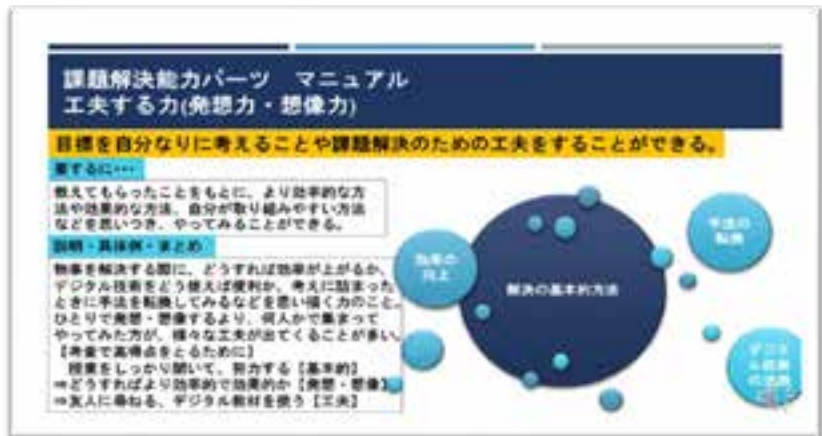 課題解決能力パーツ　マニュアル
工夫する力(発想力・想像力)
目標を自分なりに考えることや課題解決のための工夫をすることができる。
要するに・・・
教えてもらったことをもとに、より効率的な方
法や効果的な方法、自分が取り組みやすい方法
などを思いつき、やってみることができる。
説明・具体例・まとめ
物事を解決する際に、どうすれば効率が上がるか、
デジタル技術をどう使えば便利か、考えに詰まった
ときに手法を転換してみるなどを思い描く力のこと。
ひとりで発想・想像するより、何人かで集まって
やってみた方が、様々な工夫が出てくることが多い。
【考査で高得点をとるために】
授業をしっかり聞いて、努力する【基本的】
⇒どうすればより効率的で効果的か【発想・想像】
⇒友人に尋ねる、デジタル教材を使う【工夫】
効率の
向上
解決の基本的方法
手法の
転換
デジタ
ル技術
の活用